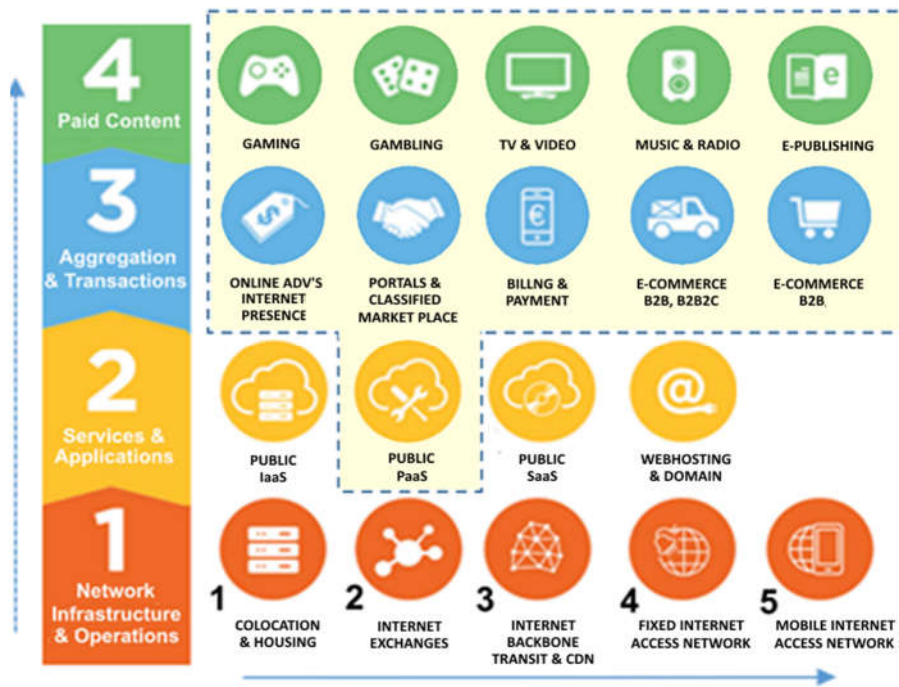 4
Paid Content
GAMING
GAMBLING
TV & VIDEO
MUSIC & RADIO
e
E-PUBLISHING
3
Aggregation
& Transactions
$
€
ONLINE ADV'S
INTERNET
PRESENCE
PORTALS &
CLASSIFIED
MARKET PLACE
BILLNG &
PAYMENT
E-COMMERCE
B2B, B2B2C
E-COMMERCE
B2B
2
Services &
Applications
@
PUBLIC
IaaS
PUBLIC
PaaS
PUBLIC
SaaS
WEBHOSTING
& DOMAIN
1
Network
Infrastructure
& Operations
1
COLOCATION
& HOUSING
2
INTERNET
EXCHANGES
3
INTERNET
BACKBONE
TRANSIT & CDN
4
FIXED INTERNET
ACCESS NETWORK
5
MOBILE INTERNET
ACCESS NETWORK